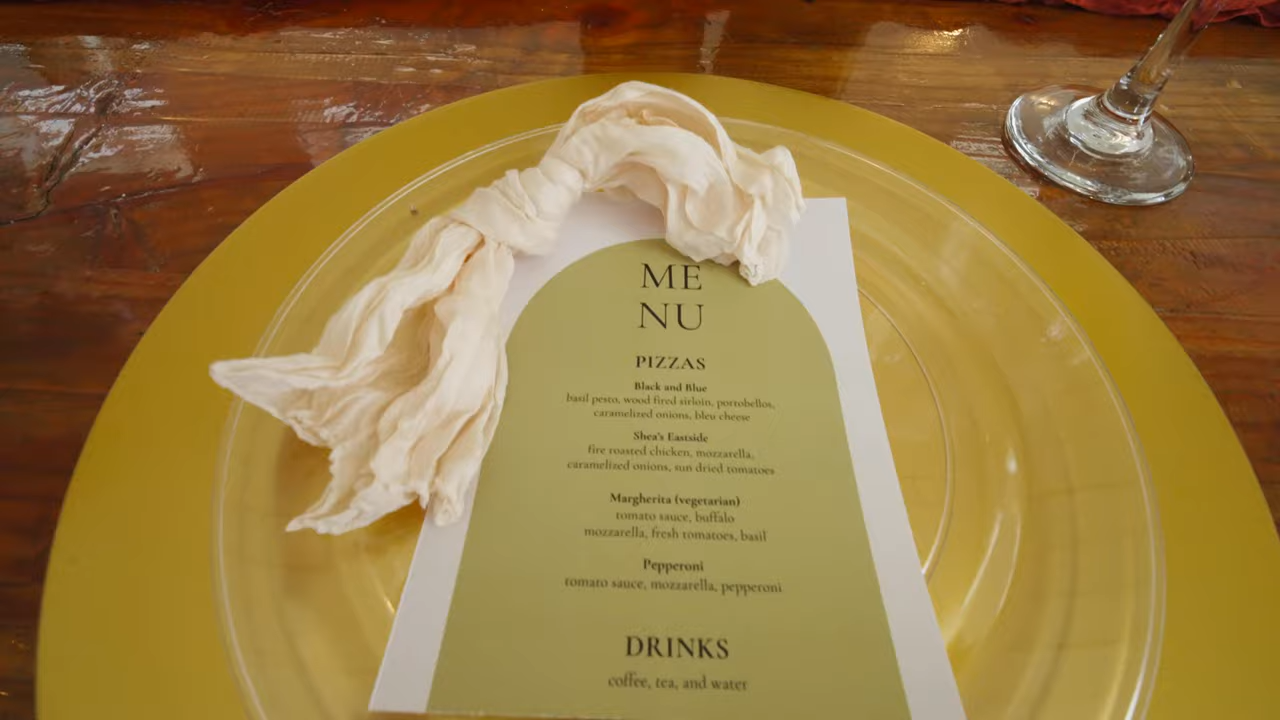 ME
NU
PIZZAS
Black and Blue
basil pesto, wood fired sirloin, portobellos,
caramelized onions, bleu cheese
Shea's Eastside
fire roasted chicken, mozzarella,
caramelized onions, sun dried tomatoes
Margherita (vegetarian)
tomato sauce, buffalo
mozzarella, fresh tomatoes, basil
Pepperoni
tomato sauce, mozzarella, pepperoni
DRINKS
coffee, tea, and water